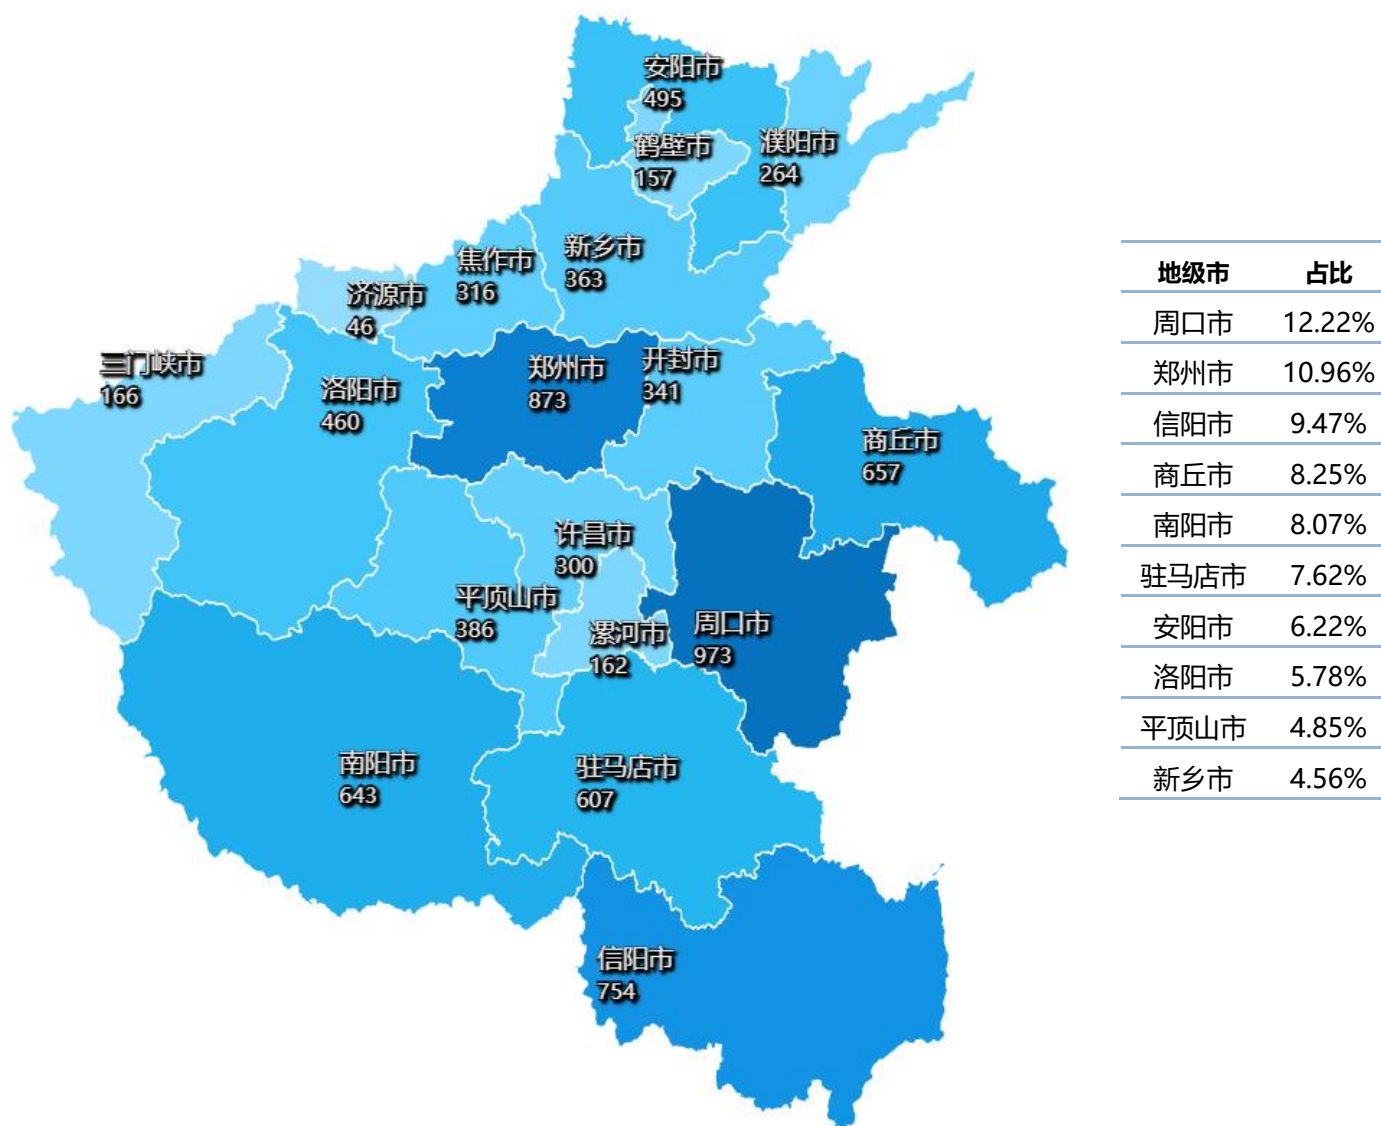 安阳市
495
鹤壁市
157
濮阳市
264
新乡市
363
焦作市
316
济源市
46
三门峡市
166
洛阳市
460
郑州市
873
开封市
341
商丘市
657
许昌市
300
平顶山市
386
漯河市
162
周口市
973
南阳市
643
驻马店市
607
信阳市
754
地级市 占比
周口市 12.22%
郑州市 10.96%
信阳市 9.47%
商丘市 8.25%
南阳市 8.07%
驻马店市 7.62%
安阳市 6.22%
洛阳市 5.78%
平顶山市 4.85%
新乡市 4.56%